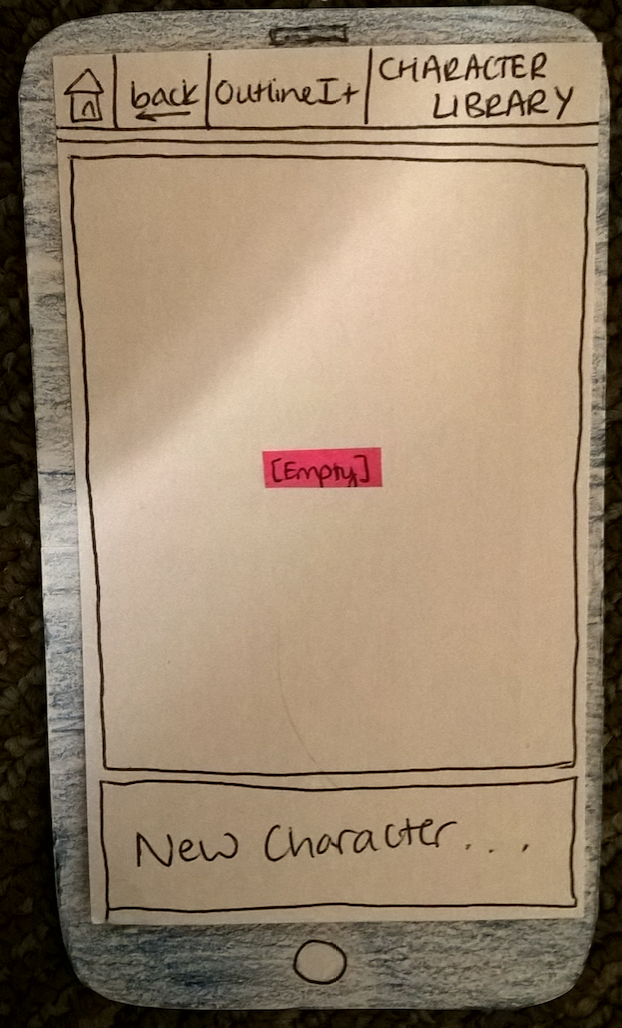 back
OutlineIt
CHARACTER
LIBRARY
[Empty]
New Character...